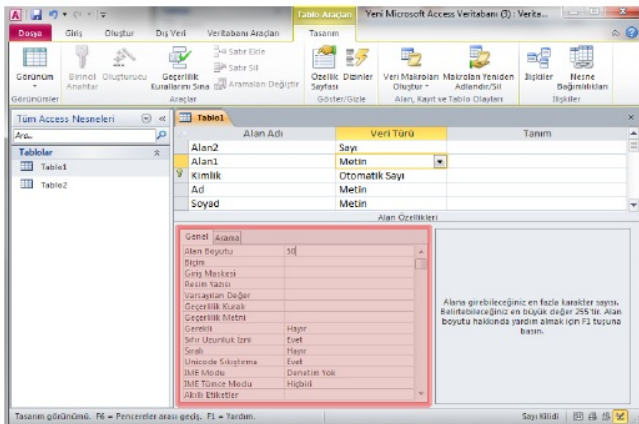 Tablo Araçları Yeni Microsoft Access Veritabanı (3) : Verita...
Dosya Giriş Oluştur Dış Veri Veritabanı Araçları Tasarım
Satır Ekle
Satır Sil
Aramaları Değiştir
Görünüm Birincil Anahtar Oluşturucu Geçerlilik Kurallarını Sına Özellik Sayfası Dizinler Veri Makroları Oluştur Makroları Yeniden Adlandır/Sil İlişkiler Nesne Bağımlılıkları
Görünümler Araçlar Göster/Gizle Alan, Kayıt ve Tablo Olayları İlişkiler
Tüm Access Nesneleri
Ara...
Tablolar
Tablo1
Tablo2
Tablo1
Alan Adı Veri Türü Tanım
Alan2 Sayı
Alan1 Metin
Kimlik Otomatik Sayı
Ad Metin
Soyad Metin
Alan Özellikleri
Genel Arama
Alan Boyutu 50
Biçim
Giriş Maskesi
Resim Yazısı
Varsayılan Değer
Geçerlilik Kuralı
Geçerlilik Metni
Gerekli Hayır
Sıfır Uzunluk İzni Evet
Sıralı Hayır
Unicode Sıkıştırma Evet
IME Modu Denetim Yok
IME Tümce Modu Hiçbiri
Akıllı Etiketler
Alana girebileceğiniz en fazla karakter sayısı.
Belirtebileceğiniz en büyük değer 255'tir. Alan
boyutu hakkında yardım almak için F1 tuşuna
basın.
Tasarım görünümü. F6 = Pencereler arası geçiş. F1 = Yardım. Sayı Kilidi